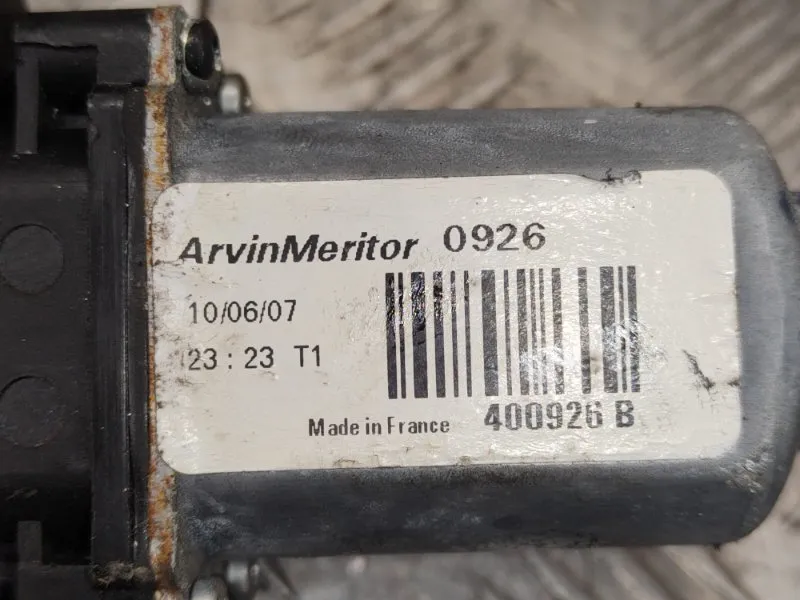 ArvinMeritor 0926
10/06/07
23 : 23 T1
Made in France 400926 B